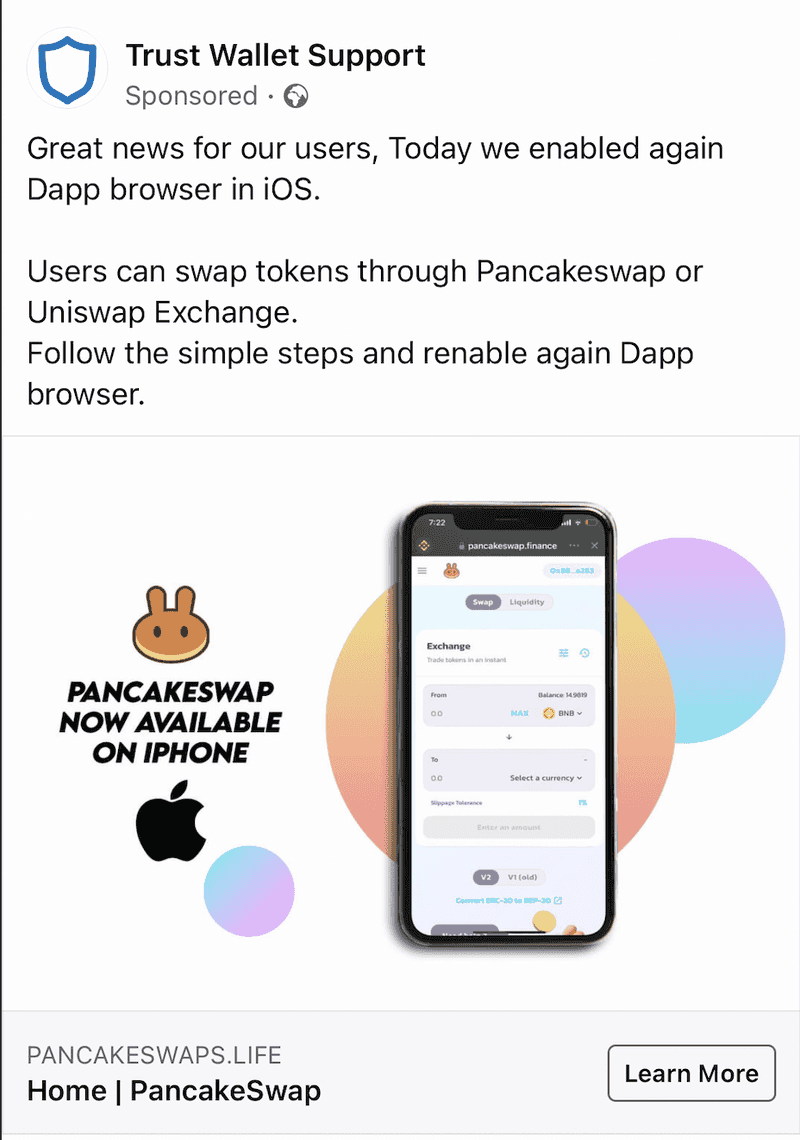 Trust Wallet Support
Sponsored ·
Great news for our users, Today we enabled again
Dapp browser in iOS.
Users can swap tokens through Pancakeswap or
Uniswap Exchange.
Follow the simple steps and renable again Dapp
browser.
PANCAKESWAP
NOW AVAILABLE
ON IPHONE
7:22
pancakeswap.finance
Swap Liquidity
Exchange
Trade tokens in an instant
From Balance: 14.9819
0.0 MAX BNB
To -
0.0 Select a currency
Slippage Tolerance 1%
Enter an amount
V2 V1 (old)
Convert ERC-20 to BEP-20
PANCAKESWAPS.LIFE
Home | PancakeSwap
Learn More